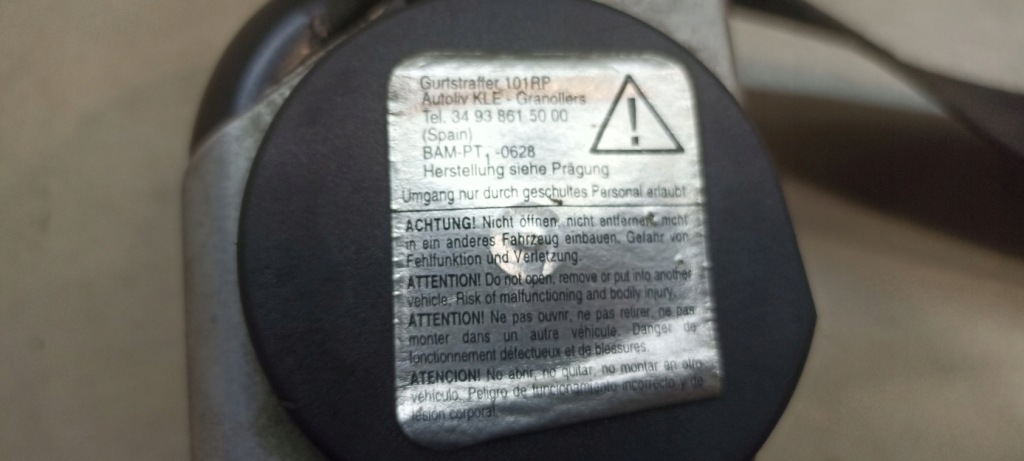 Gurtstraffer 101RP
Autoliv KLE - Granollers
Tel. 34 93 861 50 00
(Spain)
BAM-PT1-0628
Herstellung siehe Prägung
!
Umgang nur durch geschultes Personal erlaubt
ACHTUNG! Nicht öffnen, nicht entfernen, nicht
in ein anderes Fahrzeug einbauen. Gefahr von
Fehlfunktion und Verletzung.
ATTENTION! Do not open, remove or put into another
vehicle. Risk of malfunctioning and bodily injury.
ATTENTION! Ne pas ouvrir, ne pas retirer, ne pas
monter dans un autre véhicule. Danger de
fonctionnement défectueux et de blessures.
ATENCION! No abrir, no quitar, no montar an otro
vehículo. Peligro de funcionamiento incorrecto y de
lesión corporal.